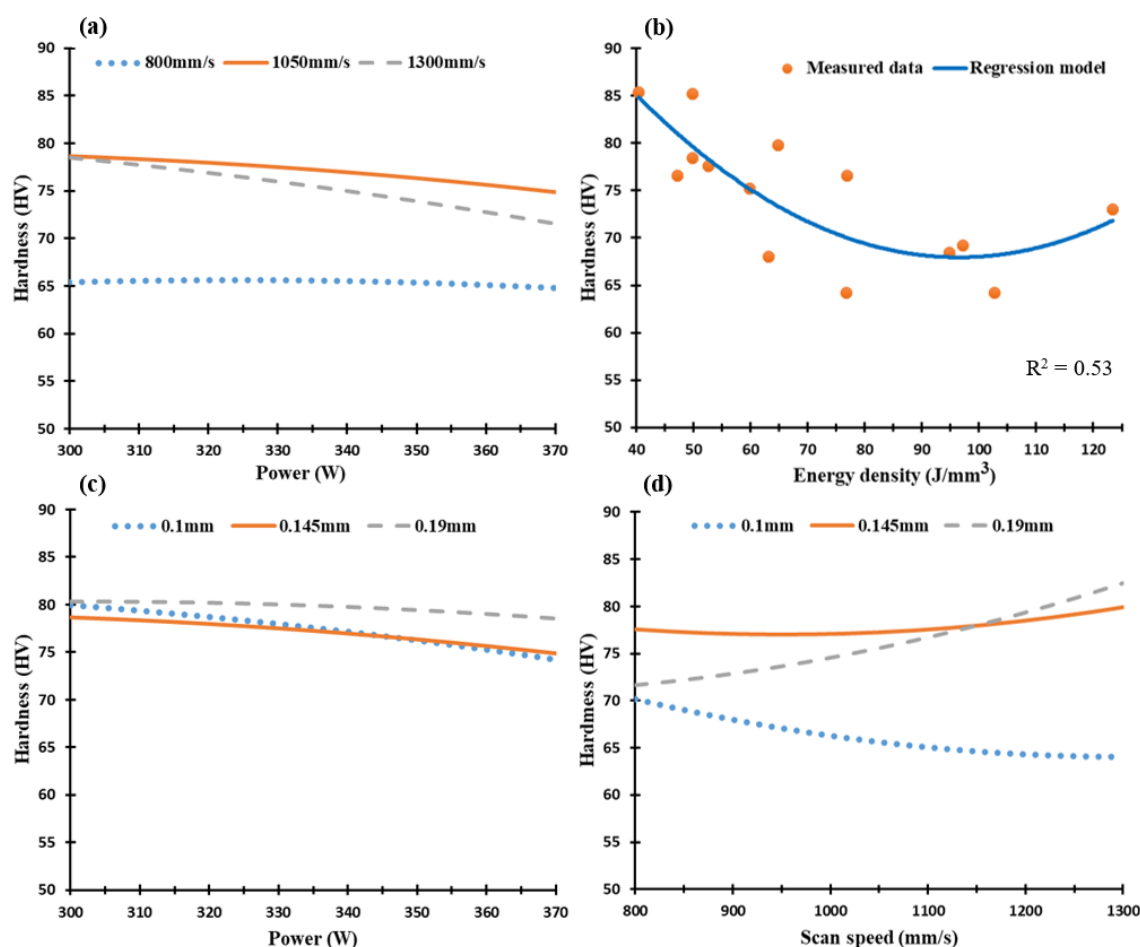 (a)
800mm/s 1050mm/s 1300mm/s
Hardness (HV)
90
85
80
75
70
65
60
55
50
300 310 320 330 340 350 360 370
Power (W)
(b)
Measured data Regression model
Hardness (HV)
90
85
80
75
70
65
60
55
50
R² = 0.53
40 50 60 70 80 90 100 110 120
Energy density (J/mm³)
(c)
0.1mm 0.145mm 0.19mm
Hardness (HV)
90
85
80
75
70
65
60
55
50
300 310 320 330 340 350 360 370
Power (W)
(d)
0.1mm 0.145mm 0.19mm
Hardmess (HV)
90
85
80
75
70
65
60
55
50
800 900 1000 1100 1200 1300
Scan speed (mm/s)